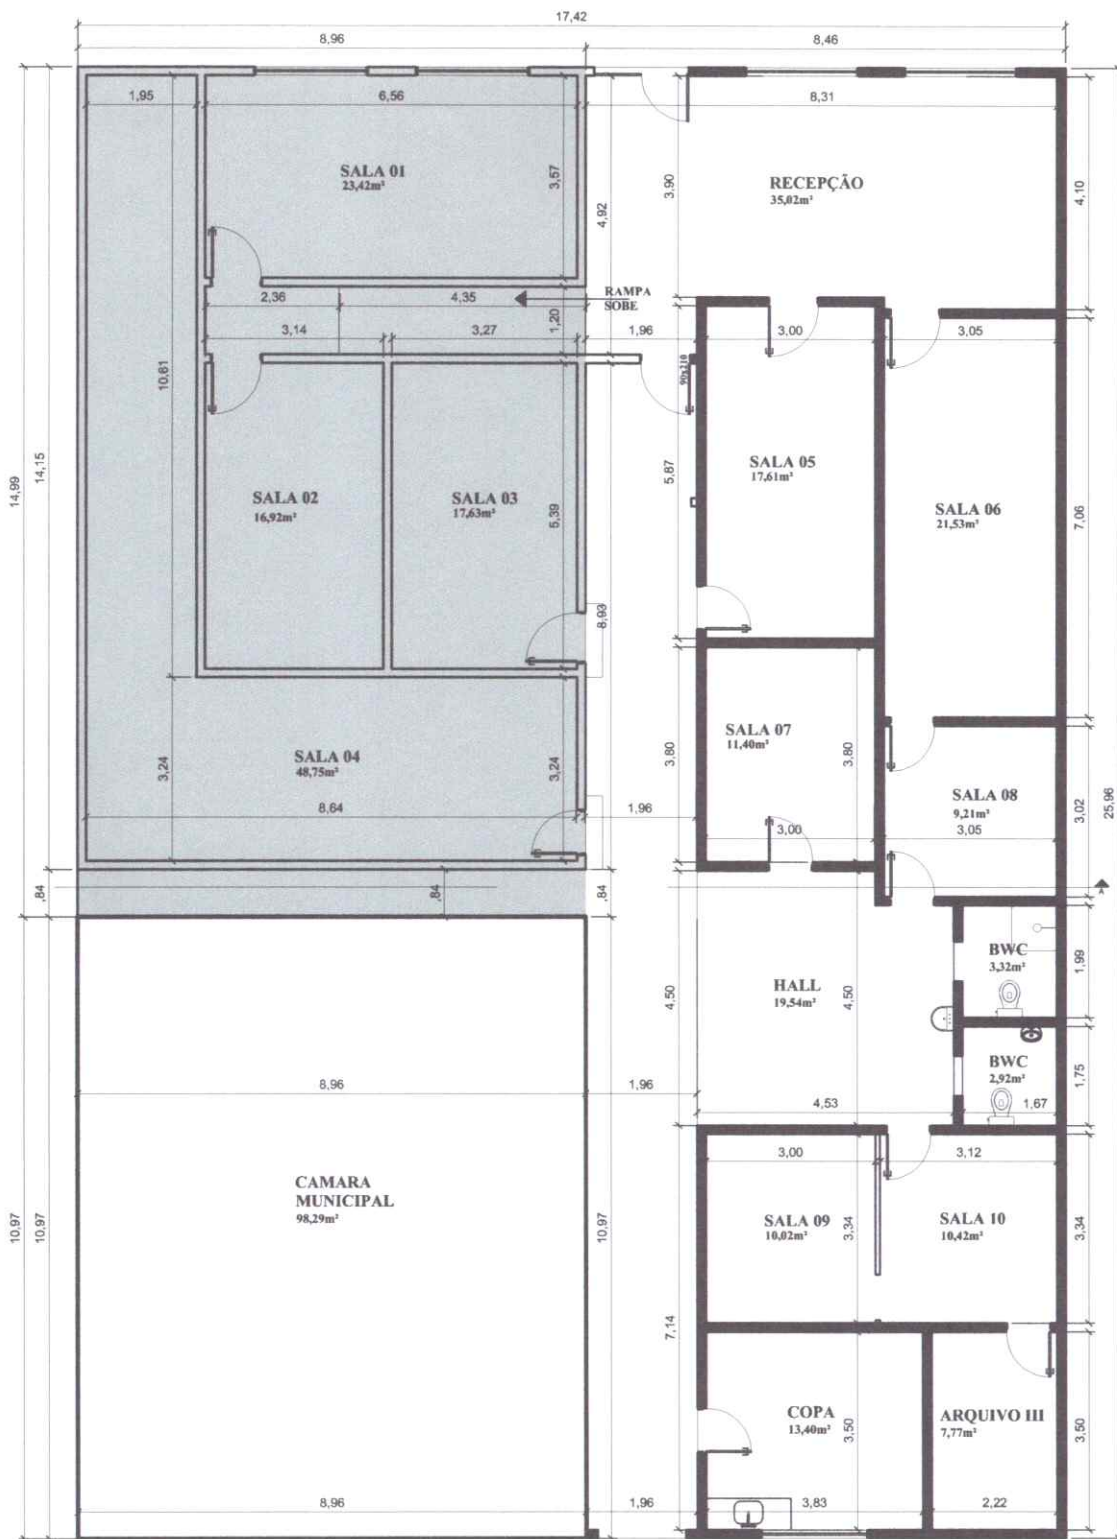 17,42
8,96
8,46
1,95
6,56
8,31
SALA 01
23,42m²
3,57
4,92
3,90
RECEPÇÃO
35,02m²
4,10
2,36
4,35
RAMPA
SOBE
1,20
3,14
3,27
1,96
3,00
3,05
90x210
10,61
14,99
14,15
5,87
SALA 05
17,61m²
SALA 02
16,92m²
SALA 03
17,63m²
5,39
SALA 06
21,53m²
7,06
8,93
SALA 04
48,75m²
3,24
3,24
8,64
1,96
SALA 07
11,40m²
3,80
3,80
3,00
SALA 08
9,21m²
3,05
3,02
25,96
,84
,84
,84
,84
HALL
19,54m²
4,50
4,50
BWC
3,32m²
1,99
BWC
2,92m²
1,75
8,96
1,96
4,53
1,67
3,00
3,12
CAMARA
MUNICIPAL
98,29m²
SALA 09
10,02m²
3,34
SALA 10
10,42m²
3,34
10,97
10,97
10,97
7,14
COPA
13,40m²
3,50
ARQUIVO III
7,77m²
3,50
8,96
1,96
3,83
2,22